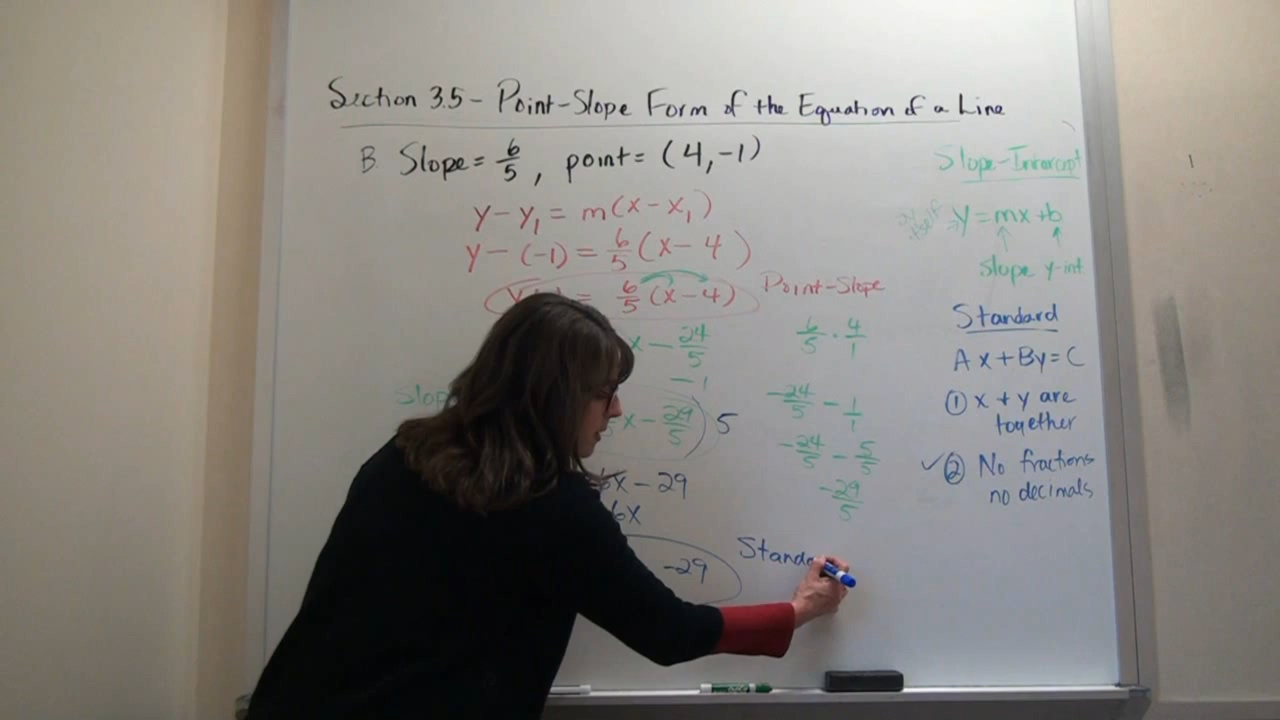 Section 3.5 - Point-Slope Form of the Equation of a Line
B. Slope = 6/5, point = (4, -1)
y - y₁ = m(x - x₁)
y - (-1) = 6/5 (x - 4)
= 6/5 (x - 4) Point-Slope
x - 24/5
- 1
x - 29/5 ) 5
6x - 29
6x
-29
6/5 · 4/1
-24/5 - 1/1
-24/5 - 5/5
-29/5
Slope-Intercept
by itself
y = mx + b
Slope y-int
Standard
Ax + By = C
① x + y are
together
✓② No fractions
no decimals